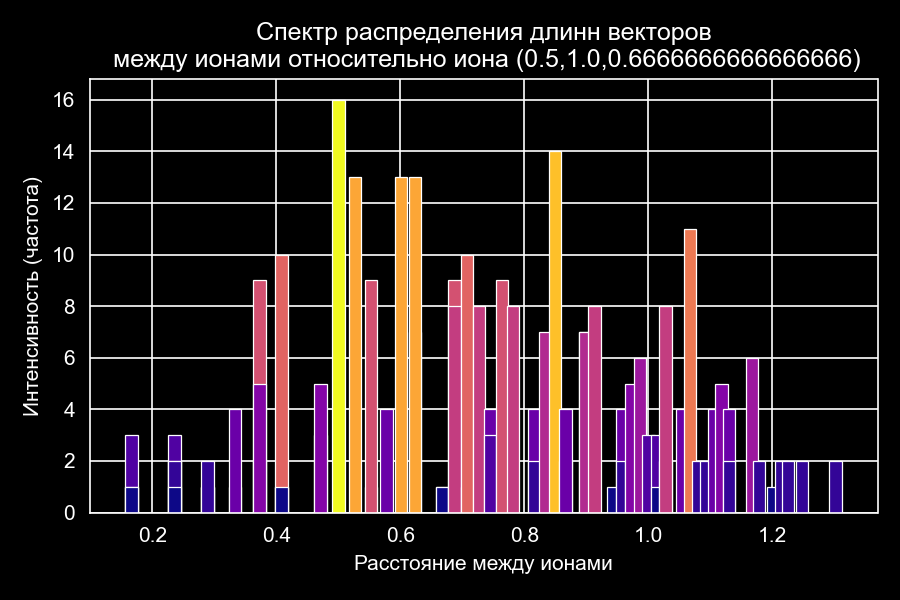 Спектр распределения длинн векторов
между ионами относительно иона (0.5,1.0,0.6666666666666666)
Интенсивность (частота)
16
14
12
10
8
6
4
2
0
0.2 0.4 0.6 0.8 1.0 1.2
Расстояние между ионами